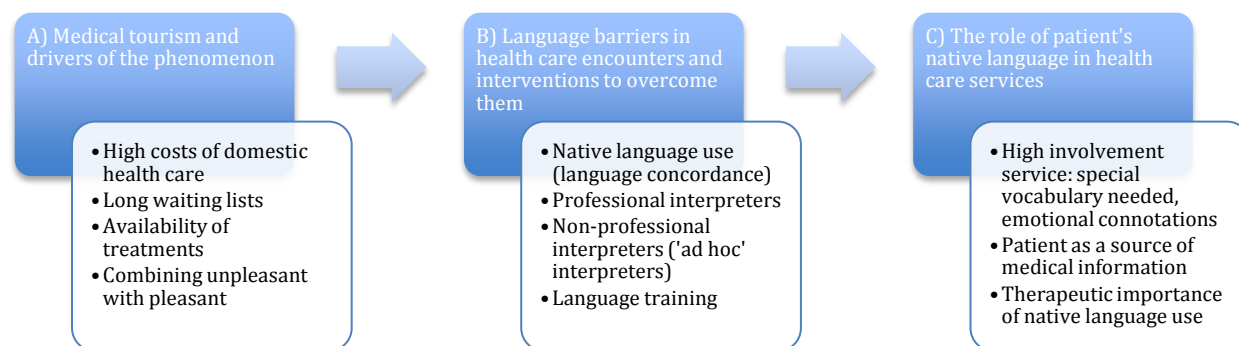 A) Medical tourism and
drivers of the phenomenon
• High costs of domestic
health care
• Long waiting lists
• Availability of
treatments
• Combining unpleasant
with pleasant
B) Language barriers in
health care encounters and
interventions to overcome
them
• Native language use
(language concordance)
• Professional interpreters
• Non-professional
interpreters ('ad hoc'
interpreters)
• Language training
C) The role of patient's
native language in health
care services
• High involvement
service: special
vocabulary needed,
emotional connotations
• Patient as a source of
medical information
• Therapeutic importance
of native language use